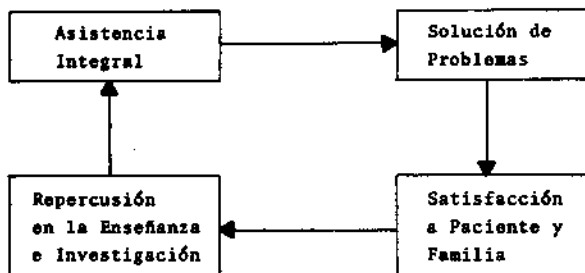 Asistencia
Integral
Solución de
Problemas
Repercusión
en la Enseñanza
e Investigación
Satisfacción
a Paciente y
Familia